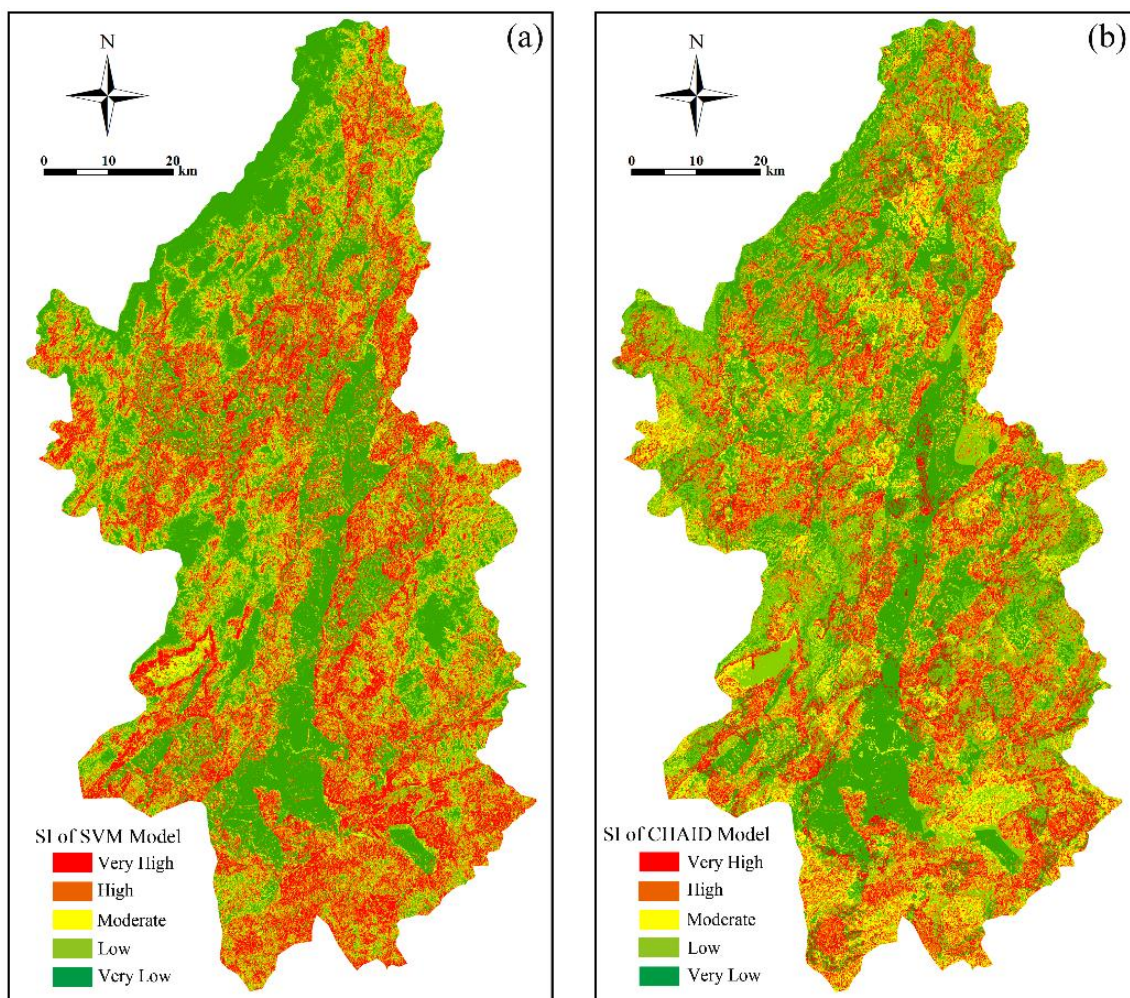 (a)
N
0 10 20
km
SI of SVM Model
Very High
High
Moderate
Low
Very Low
(b)
N
0 10 20
km
SI of CHAID Model
Very High
High
Moderate
Low
Very Low